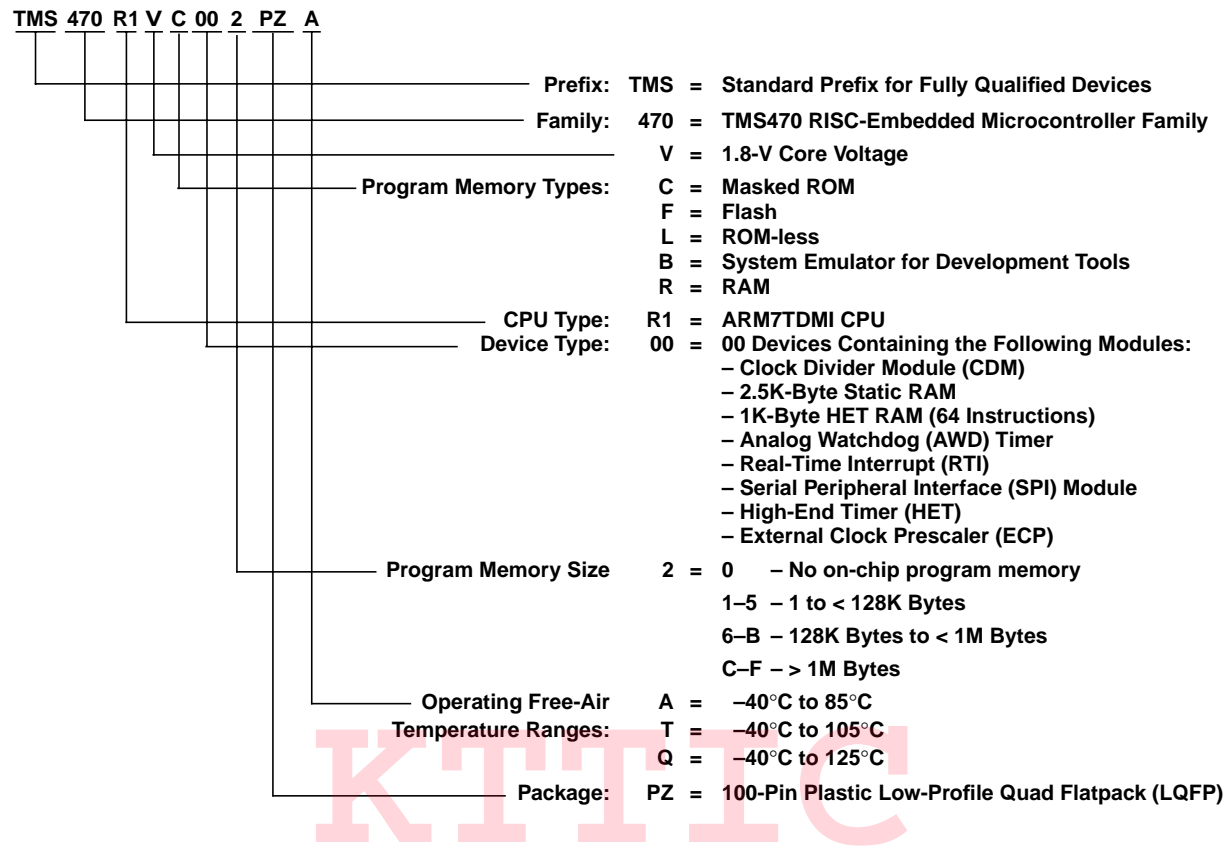 TMS 470 R1 V C 00 2 PZ A
Prefix: TMS = Standard Prefix for Fully Qualified Devices
Family: 470 = TMS470 RISC-Embedded Microcontroller Family
V = 1.8-V Core Voltage
Program Memory Types: C = Masked ROM
F = Flash
L = ROM-less
B = System Emulator for Development Tools
R = RAM
CPU Type: R1 = ARM7TDMI CPU
Device Type: 00 = 00 Devices Containing the Following Modules:
– Clock Divider Module (CDM)
– 2.5K-Byte Static RAM
– 1K-Byte HET RAM (64 Instructions)
– Analog Watchdog (AWD) Timer
– Real-Time Interrupt (RTI)
– Serial Peripheral Interface (SPI) Module
– High-End Timer (HET)
– External Clock Prescaler (ECP)
Program Memory Size 2 = 0 – No on-chip program memory
1–5 – 1 to < 128K Bytes
6–B – 128K Bytes to < 1M Bytes
C–F – > 1M Bytes
Operating Free-Air A = –40°C to 85°C
Temperature Ranges: T = –40°C to 105°C
Q = –40°C to 125°C
Package: PZ = 100-Pin Plastic Low-Profile Quad Flatpack (LQFP)
KTTIC